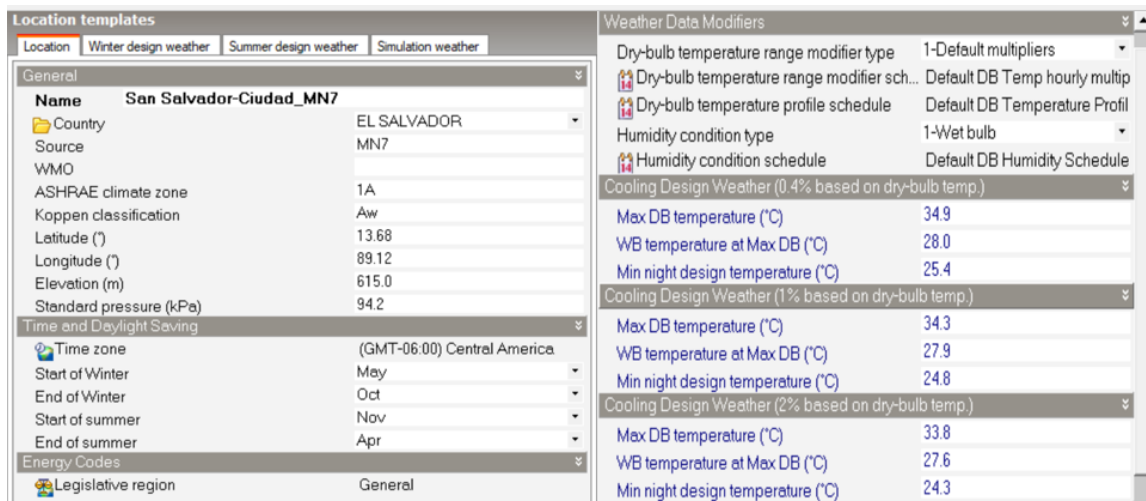 Location templates
Location Winter design weather Summer design weather Simulation weather
General
Name San Salvador-Ciudad_MN7
Country EL SALVADOR
Source MN7
WMO
ASHRAE climate zone 1A
Koppen classification Aw
Latitude (°) 13.68
Longitude (°) 89.12
Elevation (m) 615.0
Standard pressure (kPa) 94.2
Time and Daylight Saving
Time zone (GMT-06:00) Central America
Start of Winter May
End of Winter Oct
Start of summer Nov
End of summer Apr
Energy Codes
Legislative region General
Weather Data Modifiers
Dry-bulb temperature range modifier type 1-Default multipliers
14 Dry-bulb temperature range modifier sch... Default DB Temp hourly multip
14 Dry-bulb temperature profile schedule Default DB Temperature Profil
Humidity condition type 1-Wet bulb
14 Humidity condition schedule Default DB Humidity Schedule
Cooling Design Weather (0.4% based on dry-bulb temp.)
Max DB temperature (°C) 34.9
WB temperature at Max DB (°C) 28.0
Min night design temperature (°C) 25.4
Cooling Design Weather (1% based on dry-bulb temp.)
Max DB temperature (°C) 34.3
WB temperature at Max DB (°C) 27.9
Min night design temperature (°C) 24.8
Cooling Design Weather (2% based on dry-bulb temp.)
Max DB temperature (°C) 33.8
WB temperature at Max DB (°C) 27.6
Min night design temperature (°C) 24.3